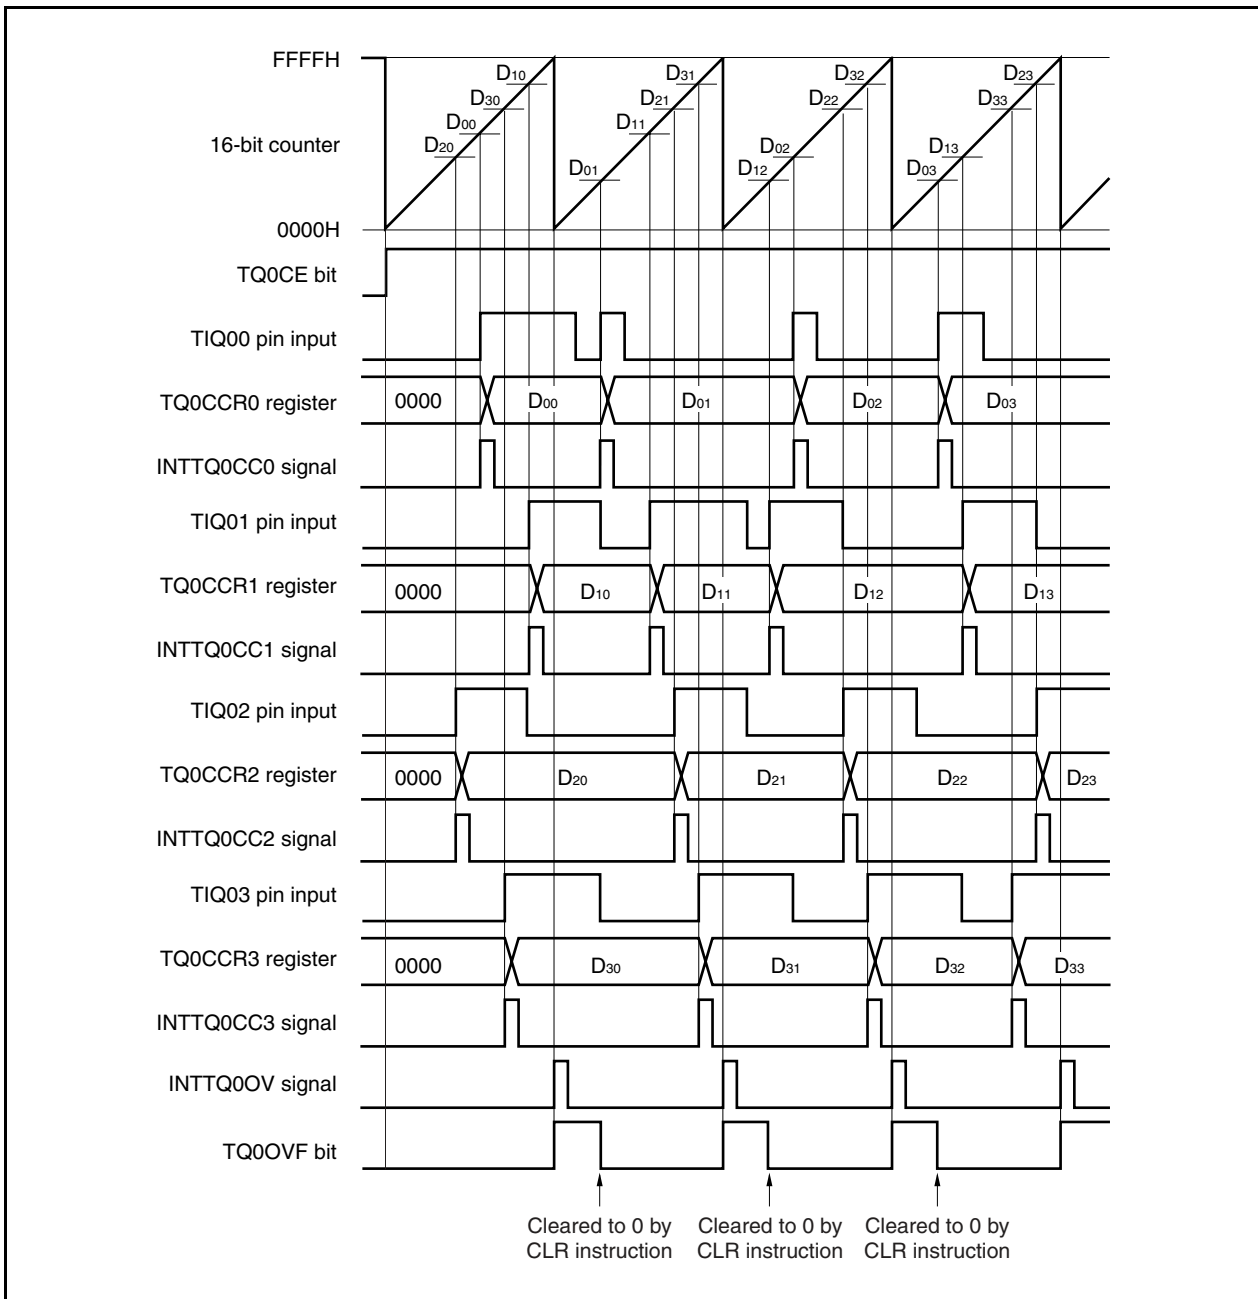 FFFFH
D10 D31 D32 D23
D30 D21 D22 D33
D00 D11
16-bit counter
D20 D02 D13
D01 D12 D03
0000H
TQ0CE bit
TIQ00 pin input
TQ0CCR0 register 0000 D00 D01 D02 D03
INTTQ0CC0 signal
TIQ01 pin input
TQ0CCR1 register 0000 D10 D11 D12 D13
INTTQ0CC1 signal
TIQ02 pin input
TQ0CCR2 register 0000 D20 D21 D22 D23
INTTQ0CC2 signal
TIQ03 pin input
TQ0CCR3 register 0000 D30 D31 D32 D33
INTTQ0CC3 signal
INTTQ0OV signal
TQ0OVF bit
Cleared to 0 by
CLR instruction
Cleared to 0 by
CLR instruction
Cleared to 0 by
CLR instruction